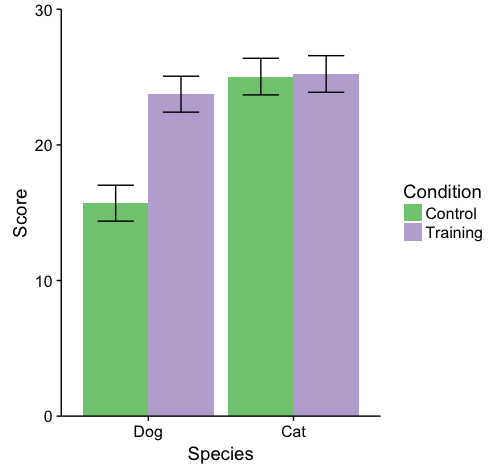 30
20
10
0
Score
Dog
Cat
Species
Condition
Control
Training